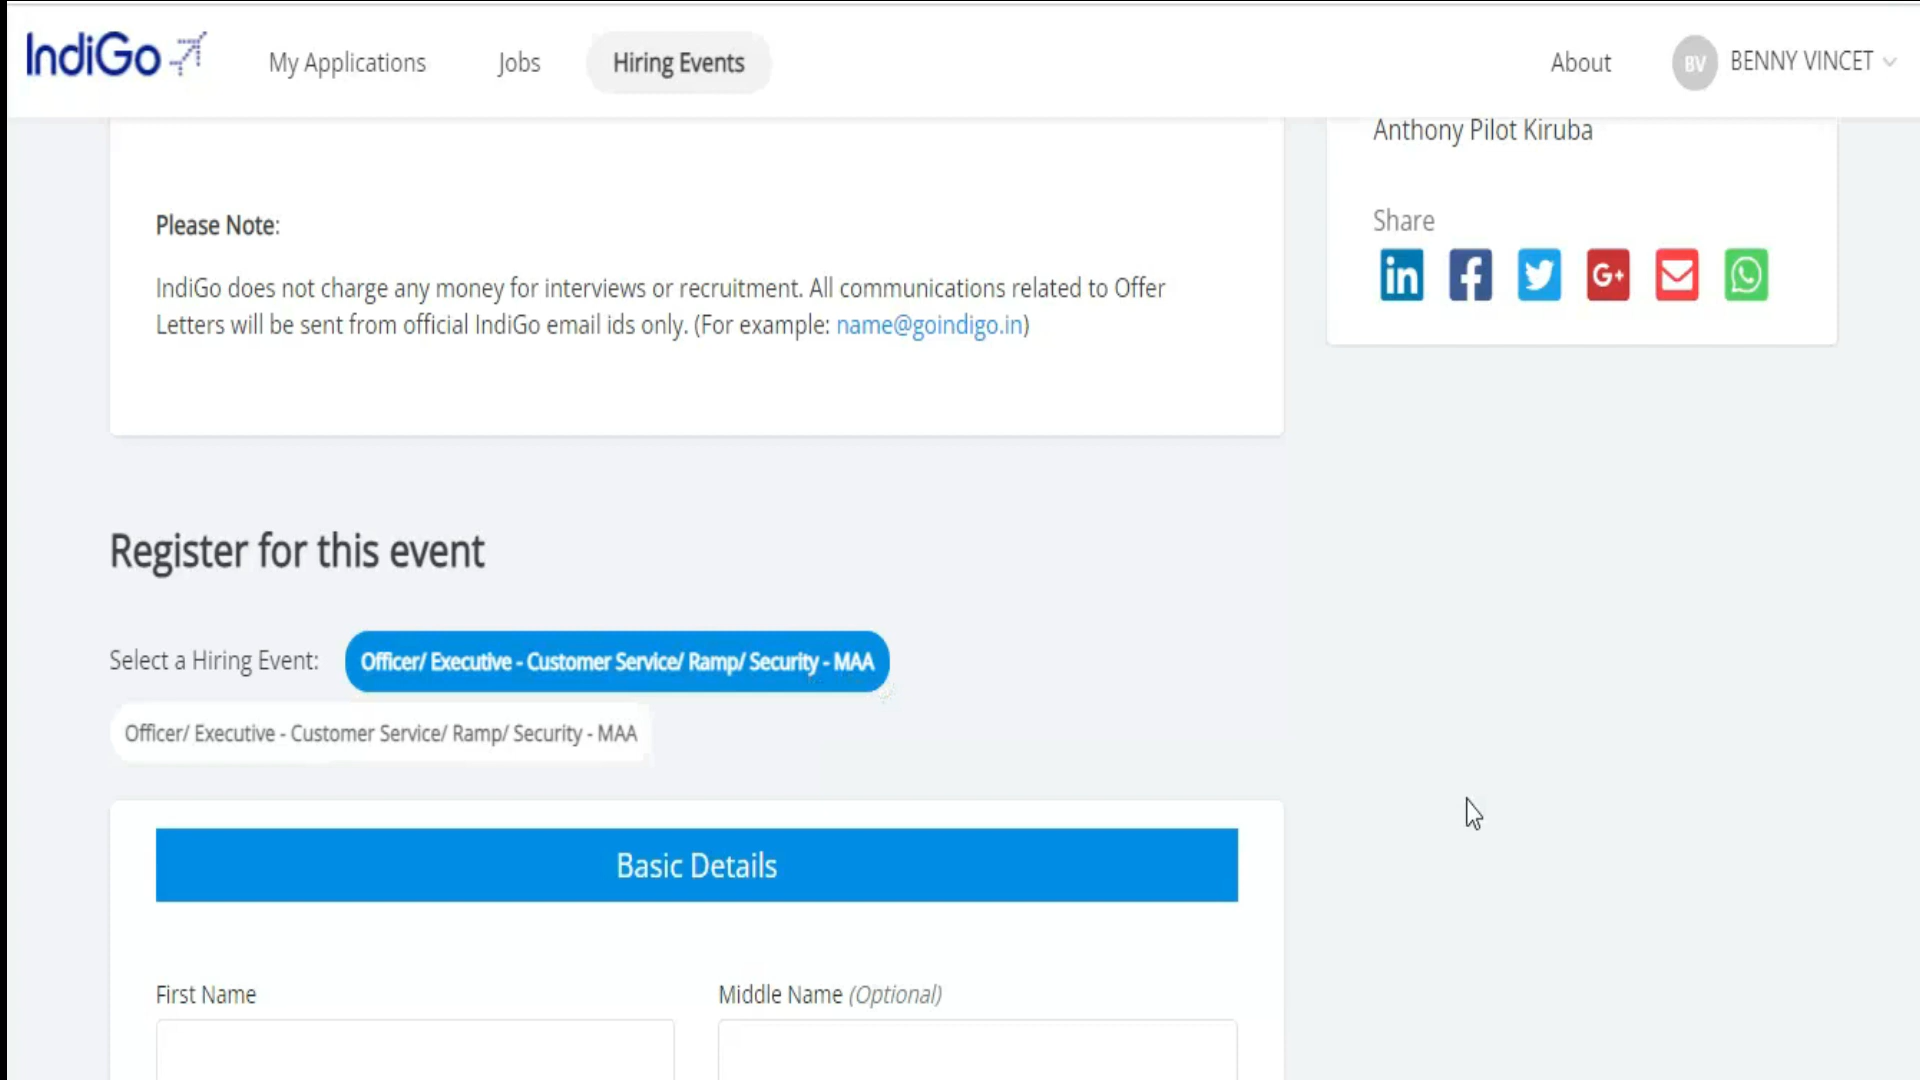 IndiGo
My Applications
Jobs
Hiring Events
About
BV
BENNY VINCET
Anthony Pilot Kiruba
Please Note:
Share
IndiGo does not charge any money for interviews or recruitment. All communications related to Offer
Letters will be sent from official IndiGo email ids only. (For example: name@goindigo.in)
Register for this event
Select a Hiring Event:
Officer/ Executive - Customer Service/ Ramp/ Security - MAA
Officer/ Executive - Customer Service/ Ramp/ Security - MAA
Basic Details
First Name
Middle Name (Optional)